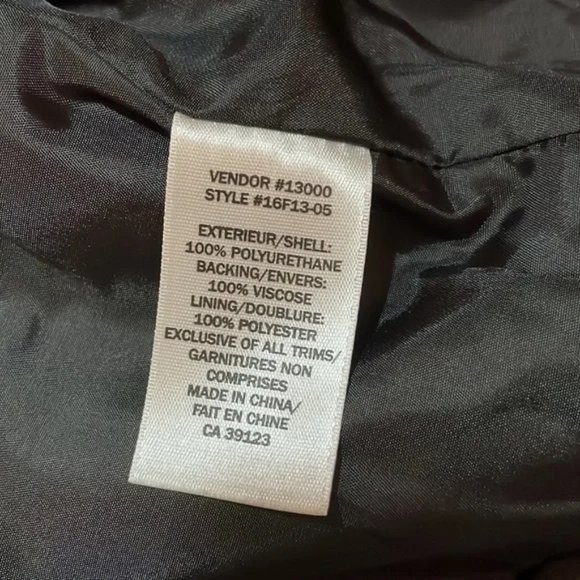 VENDOR #13000
STYLE #16F13-05
EXTERIEUR/SHELL:
100% POLYURETHANE
BACKING/ENVERS:
100% VISCOSE
LINING/DOUBLURE:
100% POLYESTER
EXCLUSIVE OF ALL TRIMS/
GARNITURES NON
COMPRISES
MADE IN CHINA/
FAIT EN CHINE
CA 39123